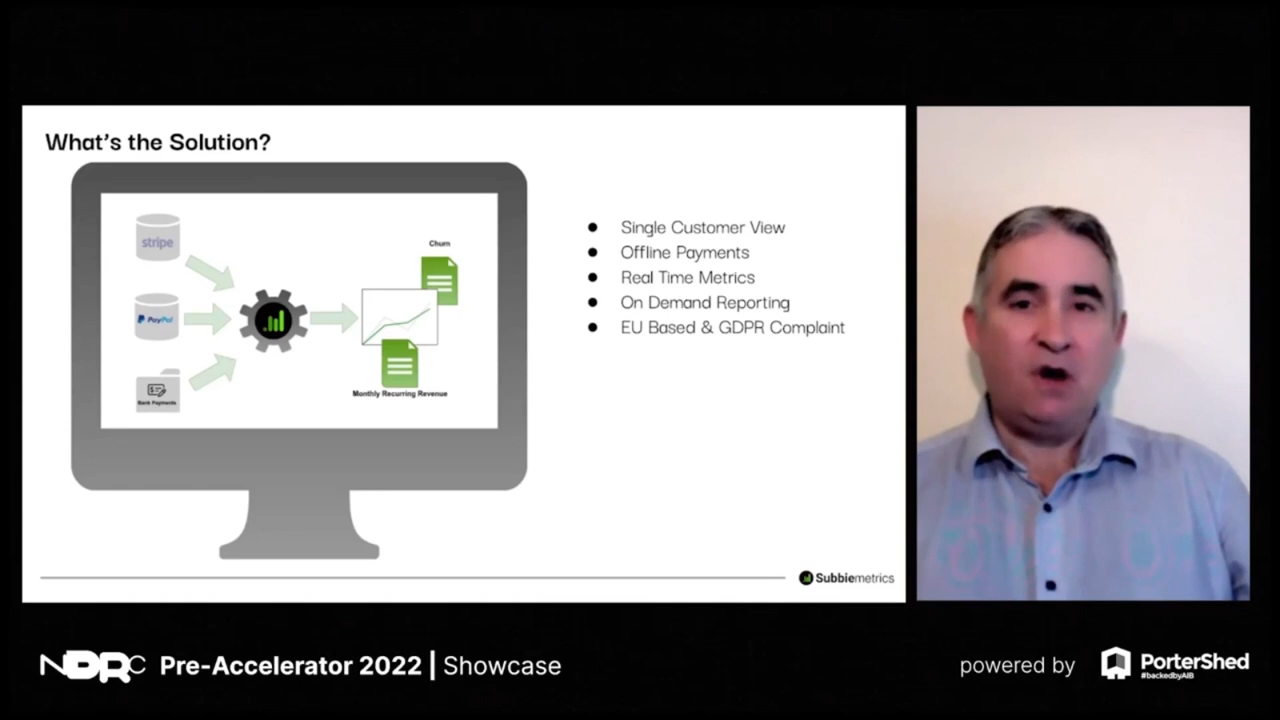 What's the Solution?
stripe
PayPal
Bank Payments
Churn
Monthly Recurring Revenue
● Single Customer View
● Offline Payments
● Real Time Metrics
● On Demand Reporting
● EU Based & GDPR Complaint
Subbiemetrics
NDRC Pre-Accelerator 2022 | Showcase
powered by PorterShed
#backedbyAIB